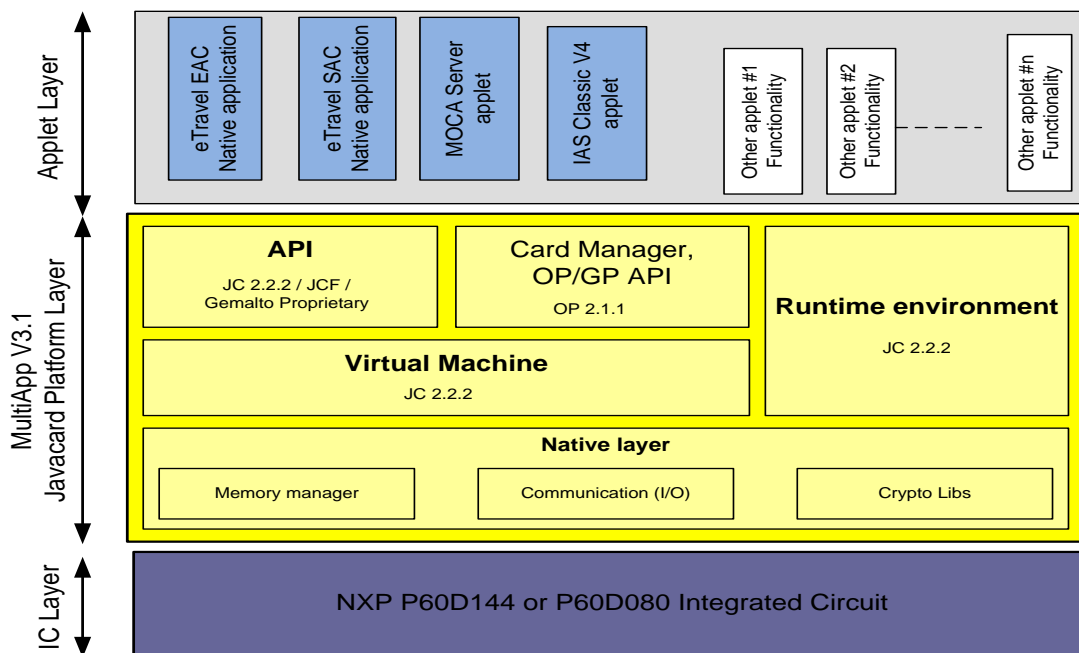 Applet Layer
eTravel EAC
Native application
eTravel SAC
Native application
MOCA Server
applet
IAS Classic V4
applet
Other applet #1
Functionality
Other applet #2
Functionality
Other applet #n
Functionality
MultiApp V3.1
Javacard Platform Layer
API
JC 2.2.2 / JCF /
Gemalto Proprietary
Card Manager,
OP/GP API
OP 2.1.1
Runtime environment
JC 2.2.2
Virtual Machine
JC 2.2.2
Native layer
Memory manager
Communication (I/O)
Crypto Libs
IC Layer
NXP P60D144 or P60D080 Integrated Circuit